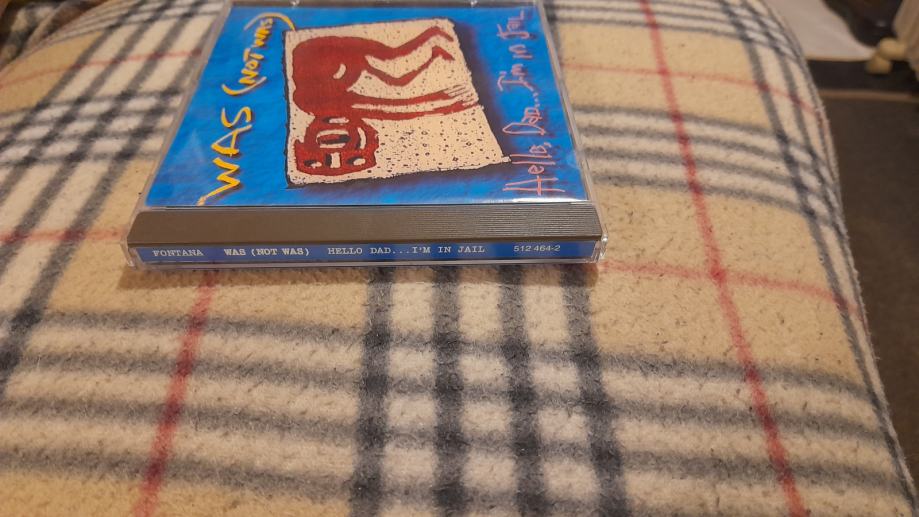 WAS (NOT WAS)
Hello, Dad... I'm in Jail
FONTANA WAS (NOT WAS) HELLO DAD...I'M IN JAIL 512 464-2